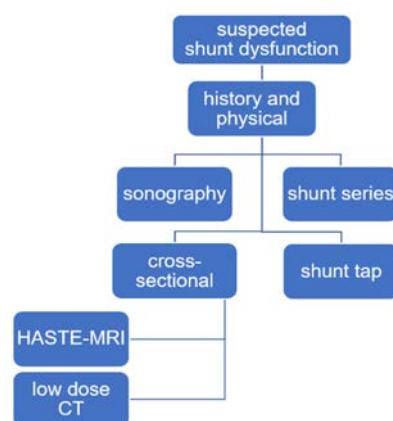 suspected
shunt dysfunction
history and
physical
sonography
shunt series
cross-
sectional
shunt tap
HASTE-MRI
low dose
CT